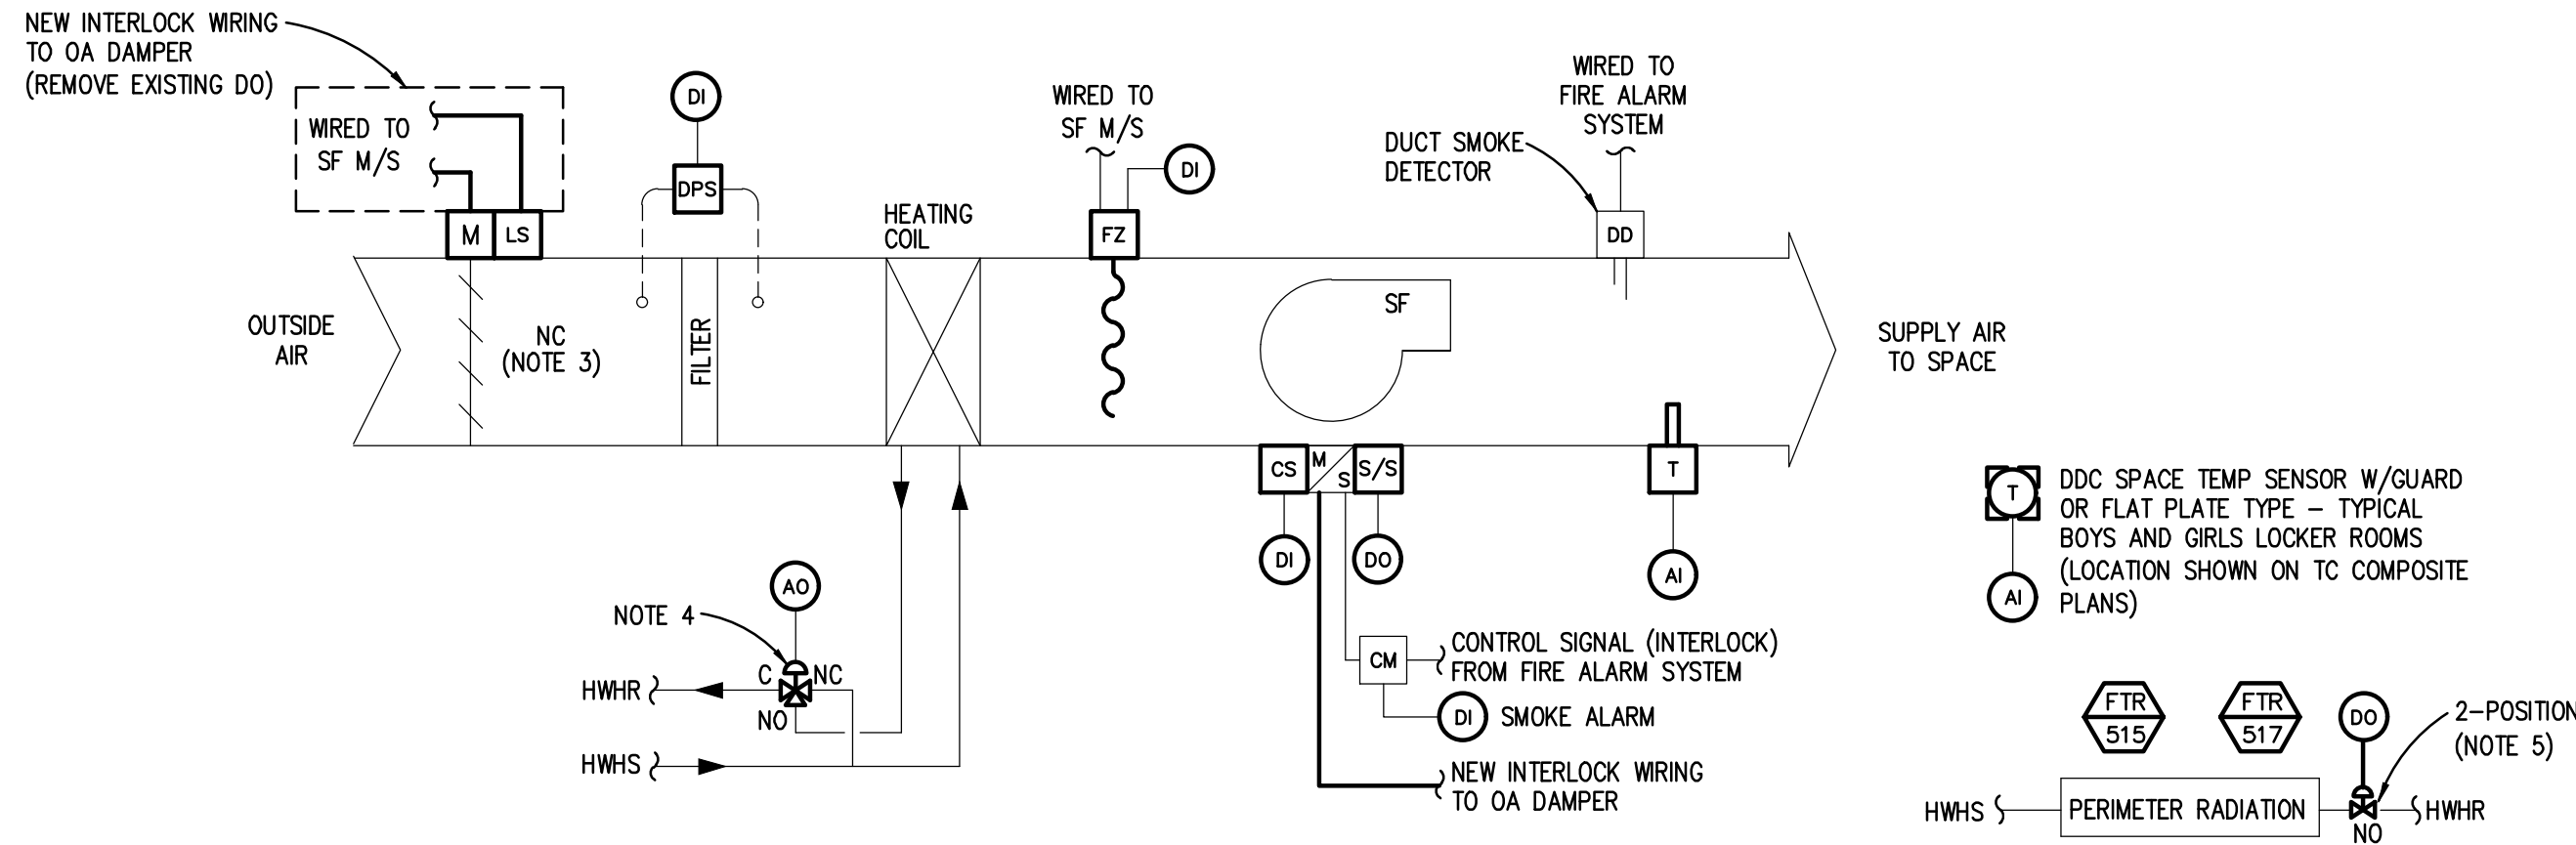 NEW INTERLOCK WIRING
TO OA DAMPER
(REMOVE EXISTING DO)
WIRED TO
SF M/S
M
LS
DI
DPS
HEATING
COIL
WIRED TO
SF M/S
DI
FZ
DUCT SMOKE
DETECTOR
WIRED TO
FIRE ALARM
SYSTEM
DD
OUTSIDE
AIR
NC
(NOTE 3)
FILTER
SF
SUPPLY AIR
TO SPACE
CS
M
S
S/S
T
DI
DO
AI
T
AI
DDC SPACE TEMP SENSOR W/GUARD
OR FLAT PLATE TYPE – TYPICAL
BOYS AND GIRLS LOCKER ROOMS
(LOCATION SHOWN ON TC COMPOSITE
PLANS)
AO
NOTE 4
C
NC
NO
HWHR
HWHS
CM
CONTROL SIGNAL (INTERLOCK)
FROM FIRE ALARM SYSTEM
DI
SMOKE ALARM
NEW INTERLOCK WIRING
TO OA DAMPER
FTR
515
FTR
517
DO
2-POSITION
(NOTE 5)
HWHS
PERIMETER RADIATION
NO
HWHR